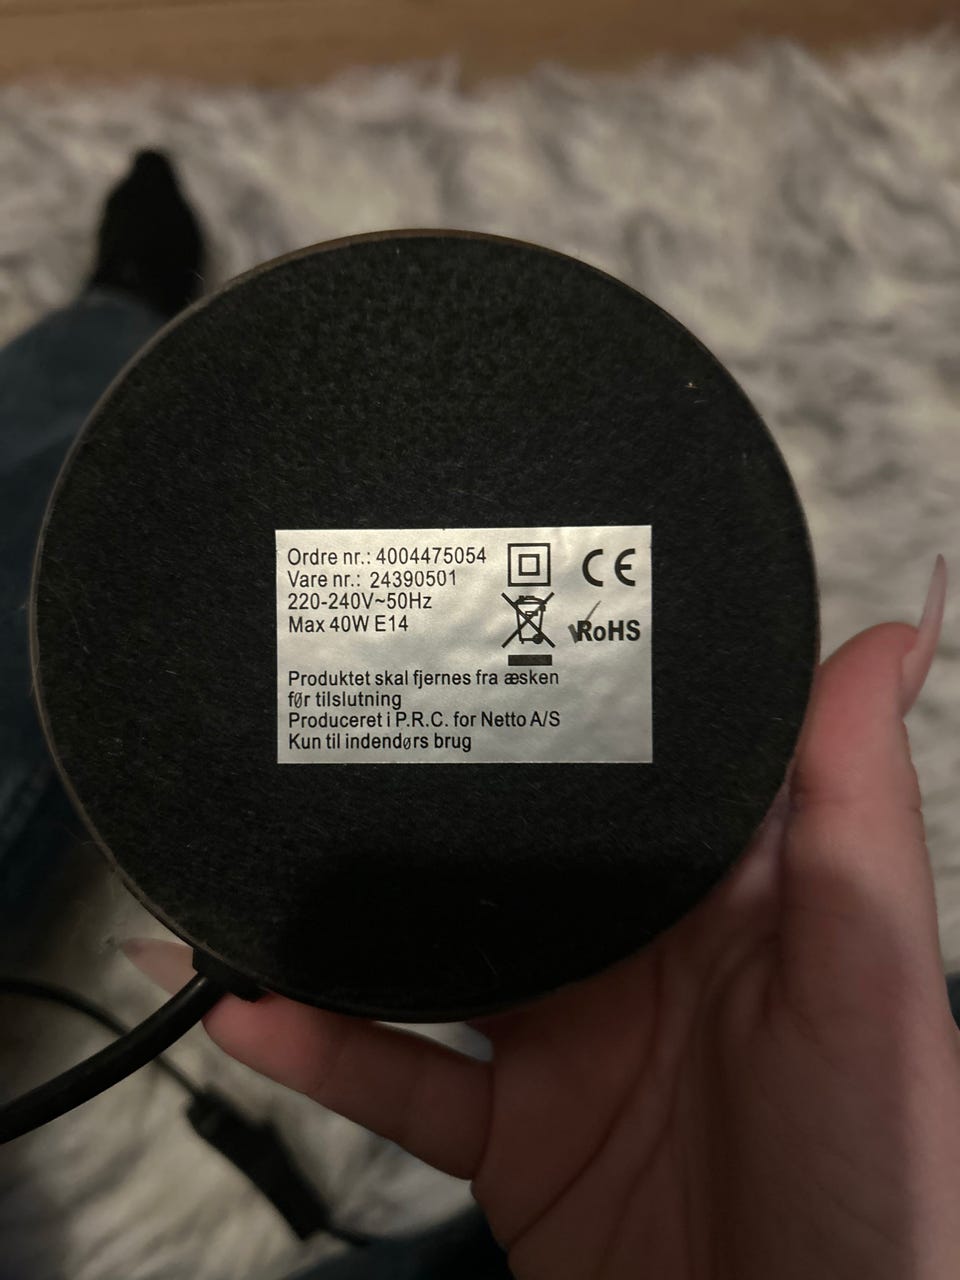 Ordre nr.: 4004475054
Vare nr.: 24390501
220-240V~50Hz
Max 40W E14
CE
RoHS
Produktet skal fjernes fra æsken
før tilslutning
Produceret i P.R.C. for Netto A/S
Kun til indendørs brug